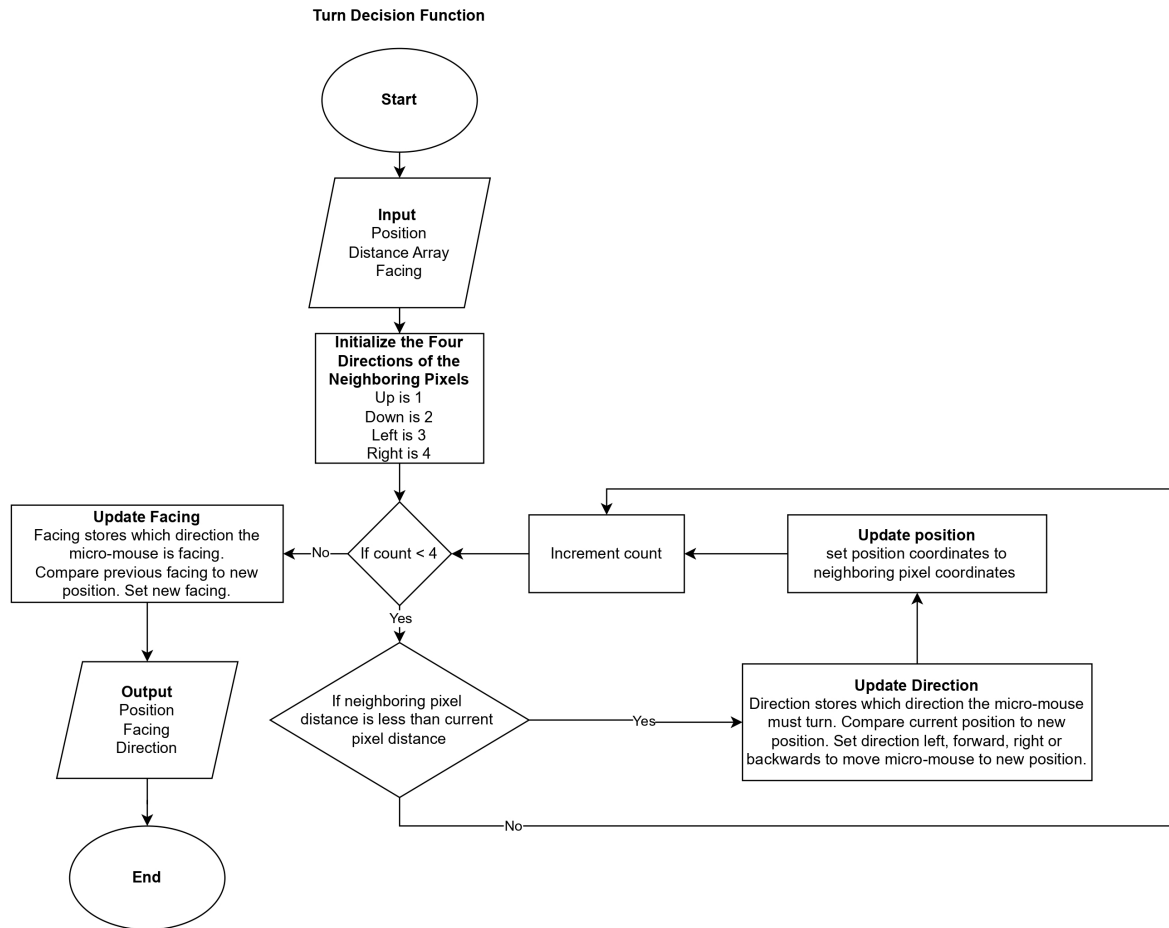 Turn Decision Function
Start
Input
Position
Distance Array
Facing
Initialize the Four
Directions of the
Neighboring Pixels
Up is 1
Down is 2
Left is 3
Right is 4
If count < 4
No
Update Facing
Facing stores which direction the
micro-mouse is facing.
Compare previous facing to new
position. Set new facing.
Output
Position
Facing
Direction
End
Yes
If neighboring pixel
distance is less than current
pixel distance
Yes
Update Direction
Direction stores which direction the micro-mouse
must turn. Compare current position to new
position. Set direction left, forward, right or
backwards to move micro-mouse to new position.
Update position
set position coordinates to
neighboring pixel coordinates
Increment count
No